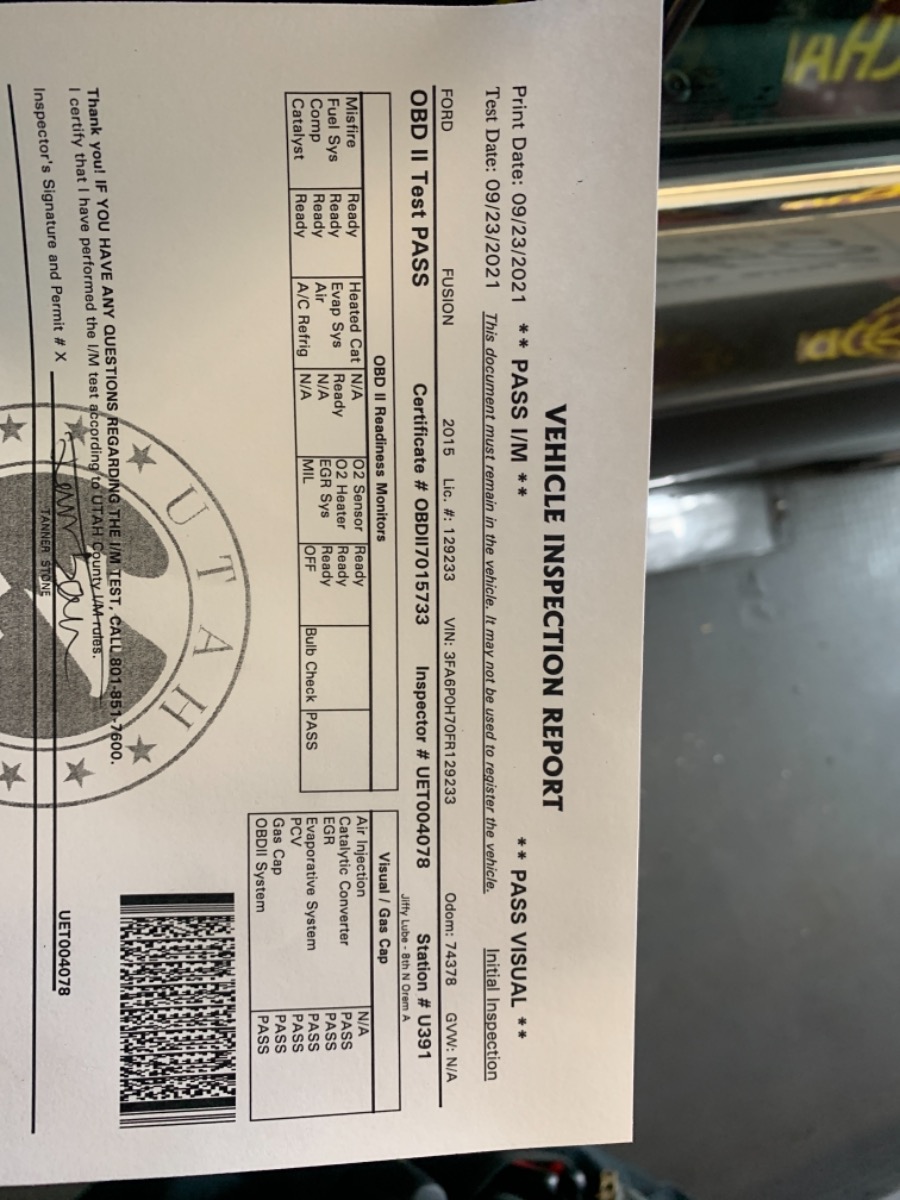 VEHICLE INSPECTION REPORT
Print Date: 09/23/2021 ** PASS I/M ** ** PASS VISUAL **
Test Date: 09/23/2021 This document must remain in the vehicle. It may not be used to register the vehicle. Initial Inspection
FORD FUSION 2015 Lic. #: 129233 VIN: 3FA6P0H70FR129233 Odom: 74378 GVW: N/A
OBD II Test PASS Certificate # OBDII7015733 Inspector # UET004078 Station # U391
Jiffy Lube - 8th N Orem A
OBD II Readiness Monitors
Misfire Ready Heated Cat N/A O2 Sensor Ready
Fuel Sys Ready Evap Sys Ready O2 Heater Ready
Comp Ready Air N/A EGR Sys Ready
Catalyst Ready A/C Refrig N/A MIL OFF Bulb Check PASS
Visual / Gas Cap
Air Injection N/A
Catalytic Converter PASS
EGR PASS
Evaporative System PASS
PCV PASS
Gas Cap PASS
OBDII System PASS
UTAH
Thank you! IF YOU HAVE ANY QUESTIONS REGARDING THE I/M TEST, CALL 801-851-7600.
I certify that I have performed the I/M test according to UTAH County I/M rules.
Inspector's Signature and Permit # X UET004078
TANNER STONE